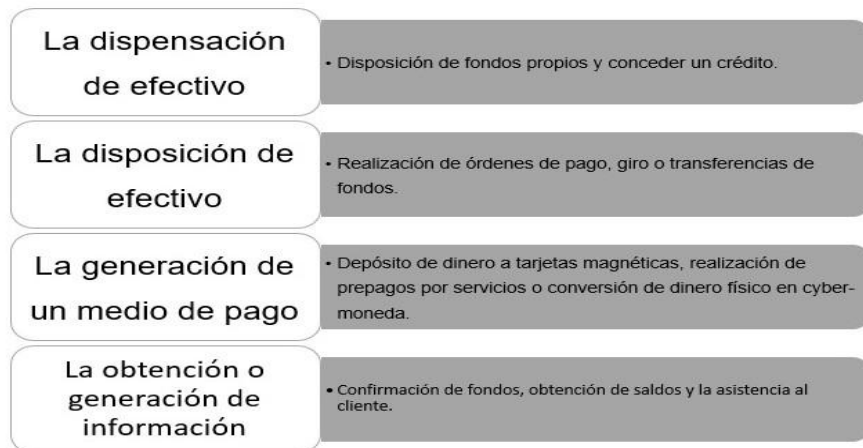 La dispensación
de efectivo
• Disposición de fondos propios y conceder un crédito.
La disposición de
efectivo
• Realización de órdenes de pago, giro o transferencias de
fondos.
La generación de
un medio de pago
• Depósito de dinero a tarjetas magnéticas, realización de
prepagos por servicios o conversión de dinero físico en cyber-
moneda.
La obtención o
generación de
información
• Confirmación de fondos, obtención de saldos y la asistencia al
cliente.